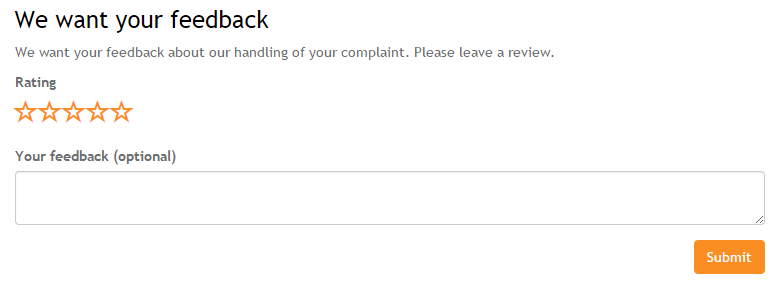 We want your feedback
We want your feedback about our handling of your complaint. Please leave a review.
Rating
Your feedback (optional)
Submit